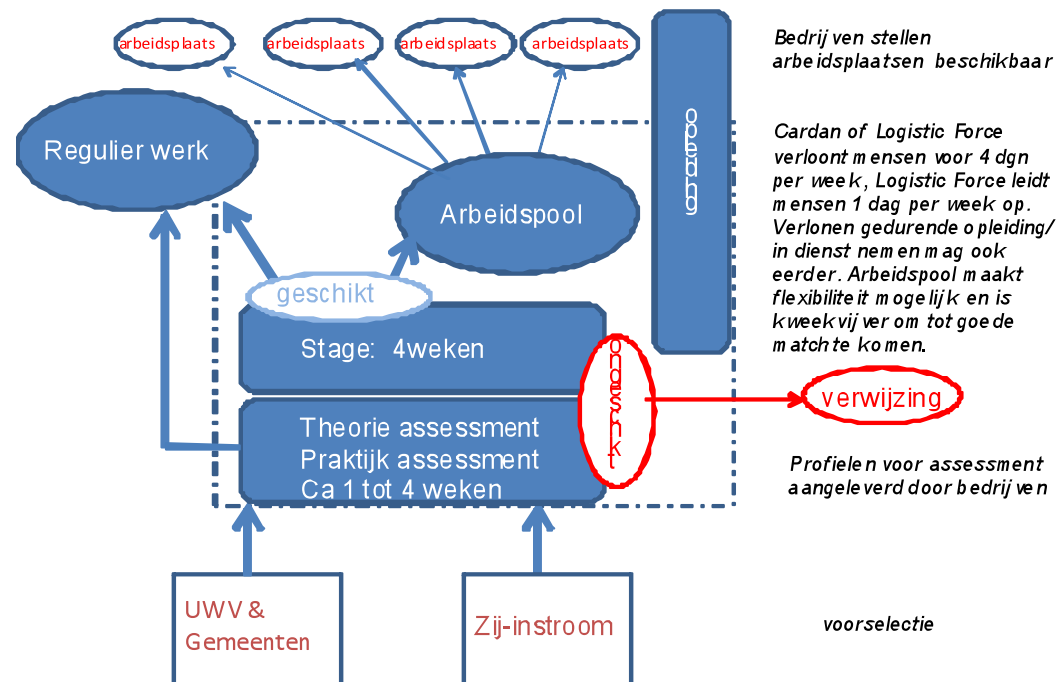 arbeidsplaats
arbeidsplaats
arbeidsplaats
arbeidsplaats
Bedrijven stellen
arbeidsplaatsen beschikbaar
Regulier werk
Arbeidspool
Cardan of Logistic Force
verloont mensen voor 4 dgn
per week, Logistic Force leidt
mensen 1 dag per week op.
Verlonen gedurende opleiding/
in dienst nemen mag ook
eerder. Arbeidspool maakt
flexibiliteit mogelijk en is
kweekvijver om tot goede
match te komen.
geschikt
Stage: 4weken
verwijzing
Theorie assessment
Praktijk assessment
Ca 1 tot 4 weken
Profielen voor assessment
aangeleverd door bedrijven
UWV &
Gemeenten
Zij-instroom
voorselectie